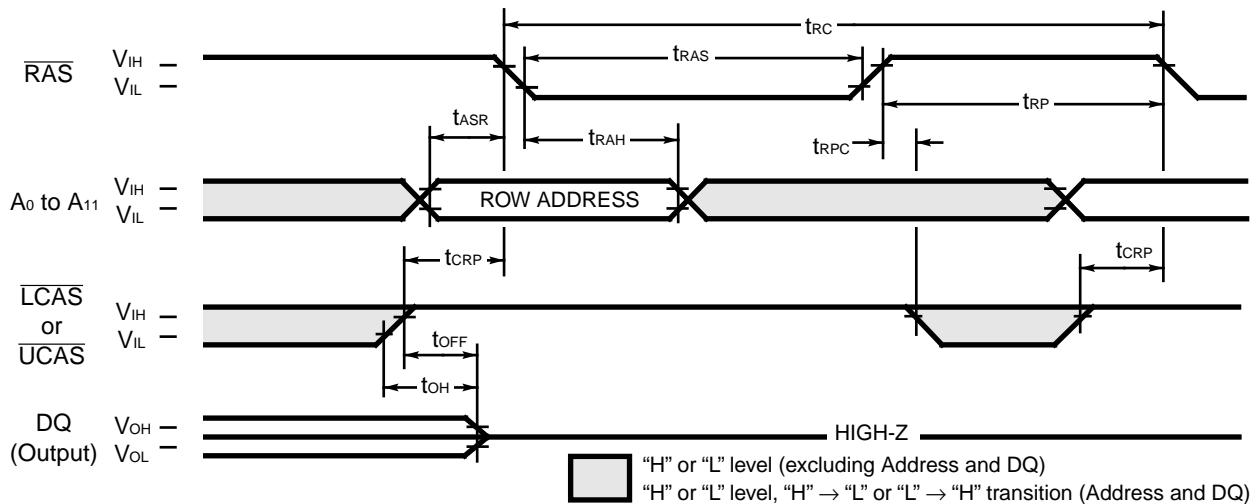 tRC
RAS
VIH
VIL
tRAS
tRP
tASR
tRAH
tRPC
A0 to A11
VIH
VIL
ROW ADDRESS
tCRP
tCRP
LCAS
or
UCAS
VIH
VIL
tOFF
tOH
DQ
(Output)
VOH
VOL
HIGH-Z
“H” or “L” level (excluding Address and DQ)
“H” or “L” level, “H” → “L” or “L” → “H” transition (Address and DQ)